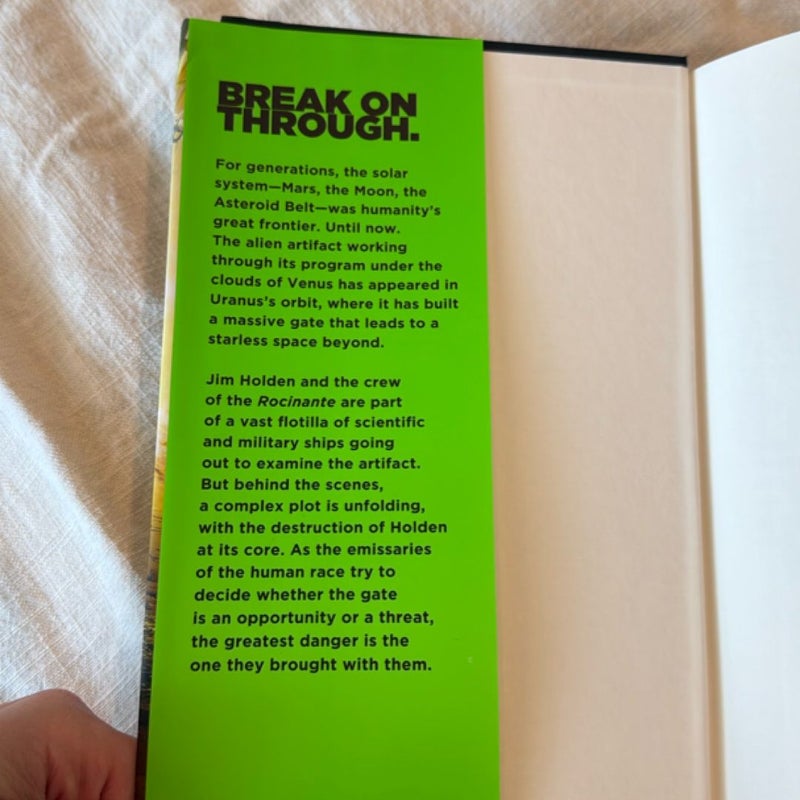 BREAK ON
THROUGH.
For generations, the solar
system—Mars, the Moon, the
Asteroid Belt—was humanity's
great frontier. Until now.
The alien artifact working
through its program under the
clouds of Venus has appeared in
Uranus's orbit, where it has built
a massive gate that leads to a
starless space beyond.
Jim Holden and the crew
of the Rocinante are part
of a vast flotilla of scientific
and military ships going
out to examine the artifact.
But behind the scenes,
a complex plot is unfolding,
with the destruction of Holden
at its core. As the emissaries
of the human race try to
decide whether the gate
is an opportunity or a threat,
the greatest danger is the
one they brought with them.